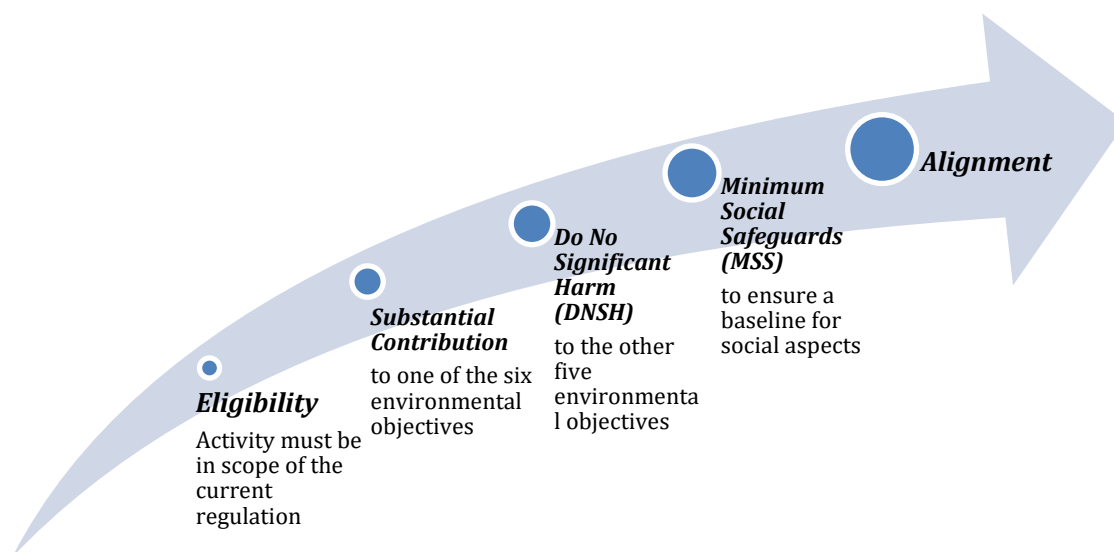 Eligibility
Activity must be
in scope of the
current
regulation
Substantial
Contribution
to one of the six
environmental
objectives
Do No
Significant
Harm
(DNSH)
to the other
five
environmenta
l objectives
Minimum
Social
Safeguards
(MSS)
to ensure a
baseline for
social aspects
Alignment